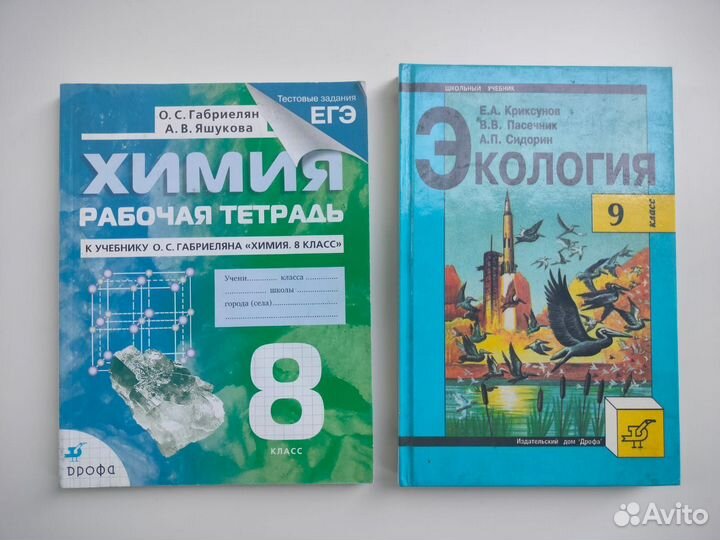 О. С. Габриелян
А. В. Яшукова
Тестовые задания
ЕГЭ
ХИМИЯ
РАБОЧАЯ ТЕТРАДЬ
К УЧЕБНИКУ О. С. ГАБРИЕЛЯНА «ХИМИЯ. 8 КЛАСС»
Учени............ класса ............
............ школы ............
города (села)............
8
КЛАСС
дрофа
ШКОЛЬНЫЙ УЧЕБНИК
Е.А. Криксунов
В.В. Пасечник
А.П. Сидорин
Экология
9
класс
Издательский дом "Дрофа"
Avito